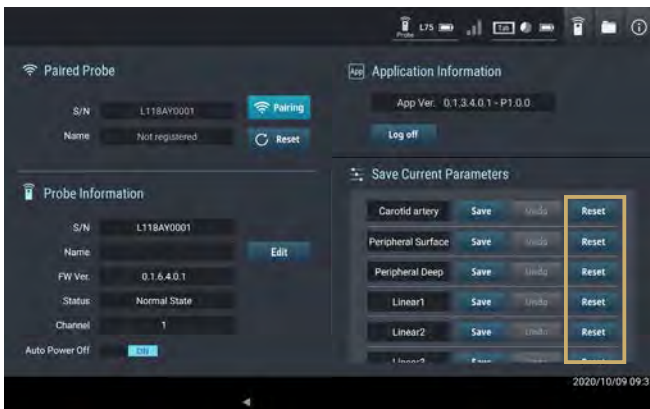 Probe L75 Tab
Paired Probe
S/N L118AY0001 Pairing
Name Not registered Reset
Probe Information
S/N L118AY0001
Name Edit
FW Ver. 0.1.6.4.0.1
Status Normal State
Channel 1
Auto Power Off ON
App Application Information
App Ver. 0.1.3.4.0.1 - P1.0.0
Log off
Save Current Parameters
Carotid artery Save Undo Reset
Peripheral Surface Save Undo Reset
Peripheral Deep Save Undo Reset
Linear1 Save Undo Reset
Linear2 Save Undo Reset
2020/10/09 09:3